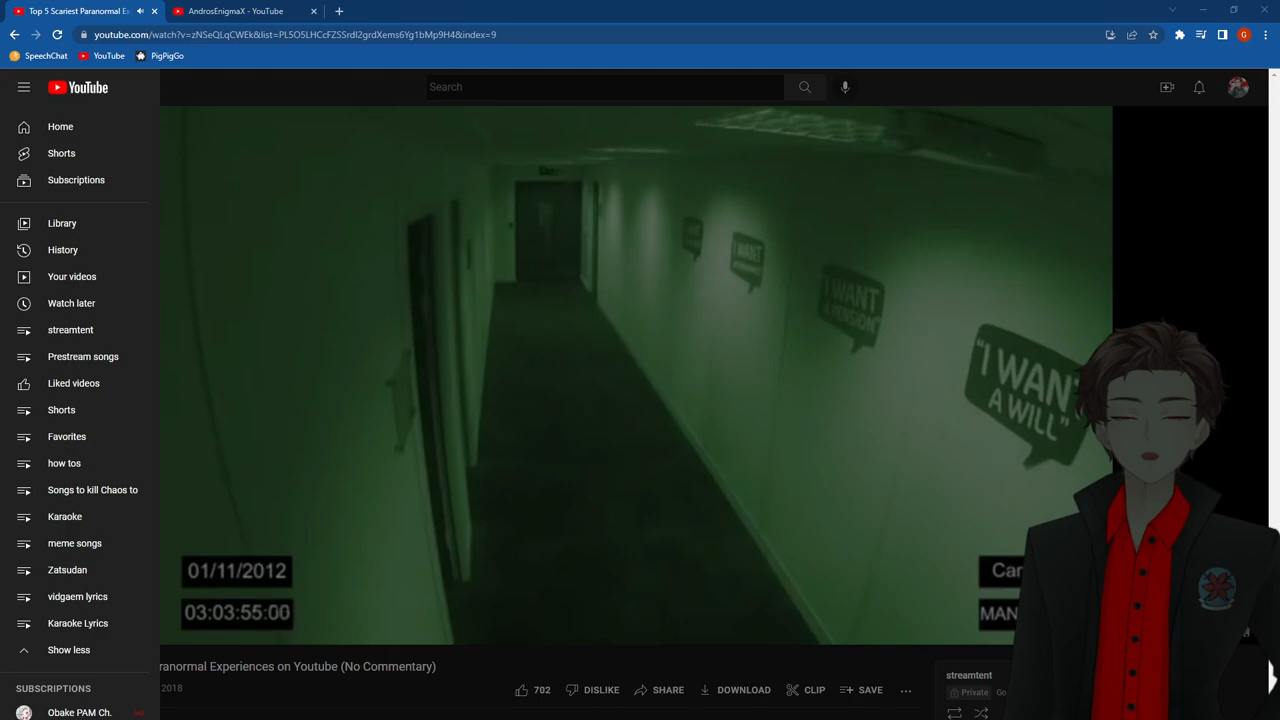 Top 5 Scariest Paranormal Ex
AndrosEnigmaX - YouTube
youtube.com/watch?v=zNSeQLqCWEk&list=PL5O5LHCcFZSSrdl2grdXems6Yg1bMp9H4&index=9
G
SpeechChat
YouTube
PigPigGo
YouTube
Search
Home
Shorts
Subscriptions
Library
History
Your videos
Watch later
streamtent
Prestream songs
Liked videos
Shorts
Favorites
how tos
Songs to kill Chaos to
Karaoke
meme songs
Zatsudan
vidgaem lyrics
Karaoke Lyrics
Show less
SUBSCRIPTIONS
Obake PAM Ch.
I WANT
I WANT
A PENSION"
"I WANT
A WILL"
01/11/2012
03:03:55:00
Car
MAN
ranormal Experiences on Youtube (No Commentary)
2018
702
DISLIKE
SHARE
DOWNLOAD
CLIP
SAVE
streamtent
Private
Go